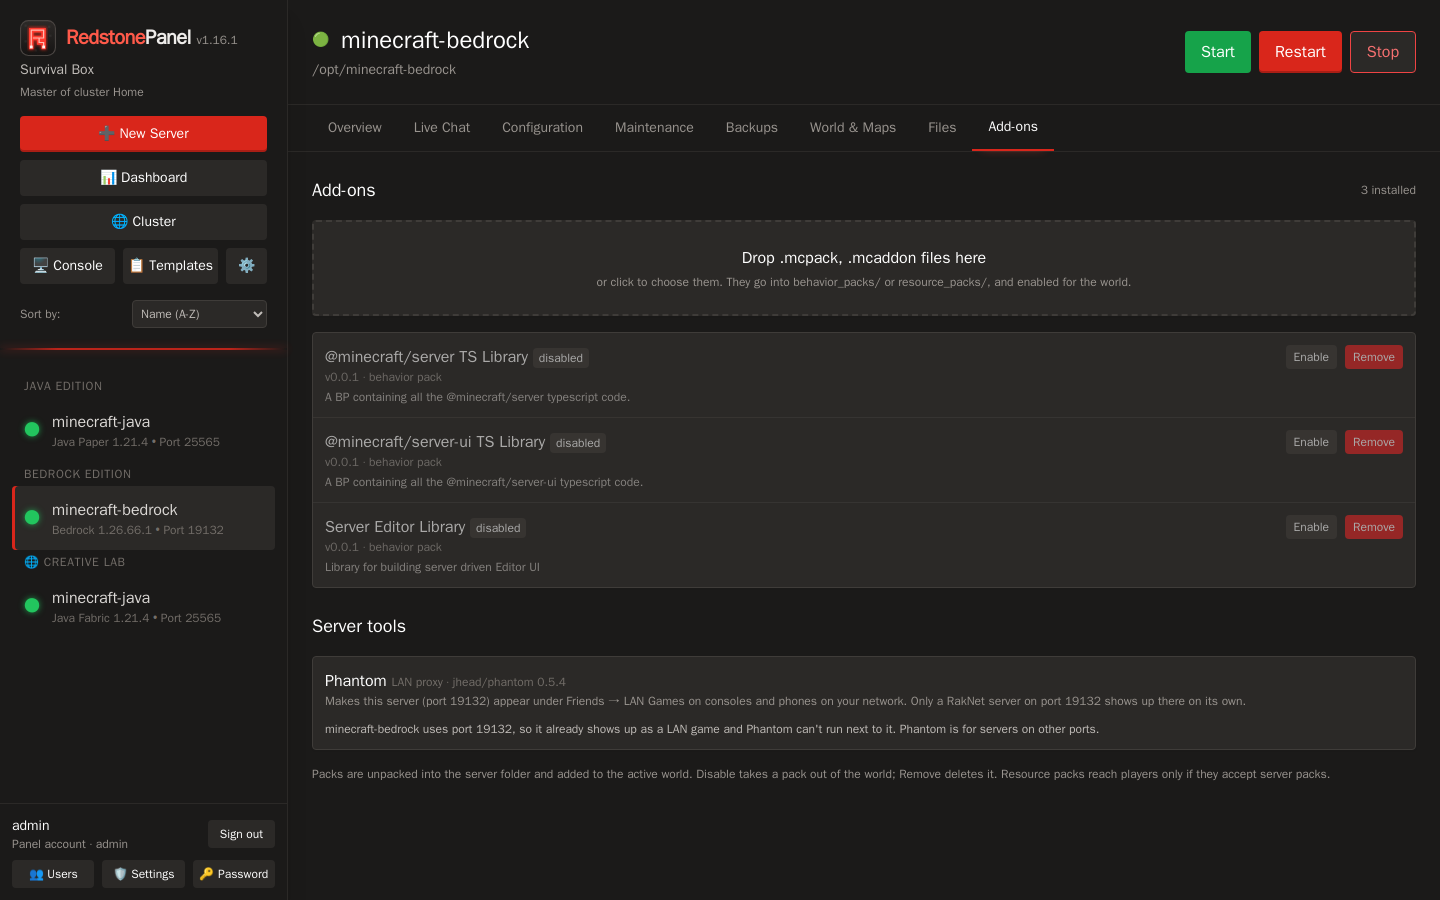 RedstonePanel v1.16.1
Survival Box
Master of cluster Home
➕ New Server
📊 Dashboard
🌐 Cluster
🖥️ Console
📋 Templates
⚙️
Sort by:
Name (A-Z)
JAVA EDITION
minecraft-java
Java Paper 1.21.4 • Port 25565
BEDROCK EDITION
minecraft-bedrock
Bedrock 1.26.66.1 • Port 19132
🌐 CREATIVE LAB
minecraft-java
Java Fabric 1.21.4 • Port 25565
admin
Panel account · admin
Sign out
👥 Users
🛡️ Settings
🔑 Password
minecraft-bedrock
/opt/minecraft-bedrock
Start
Restart
Stop
Overview
Live Chat
Configuration
Maintenance
Backups
World & Maps
Files
Add-ons
Add-ons
3 installed
Drop .mcpack, .mcaddon files here
or click to choose them. They go into behavior_packs/ or resource_packs/, and enabled for the world.
@minecraft/server TS Library disabled
Enable
Remove
v0.0.1 · behavior pack
A BP containing all the @minecraft/server typescript code.
@minecraft/server-ui TS Library disabled
Enable
Remove
v0.0.1 · behavior pack
A BP containing all the @minecraft/server-ui typescript code.
Server Editor Library disabled
Enable
Remove
v0.0.1 · behavior pack
Library for building server driven Editor UI
Server tools
Phantom LAN proxy · jhead/phantom 0.5.4
Makes this server (port 19132) appear under Friends → LAN Games on consoles and phones on your network. Only a RakNet server on port 19132 shows up there on its own.
minecraft-bedrock uses port 19132, so it already shows up as a LAN game and Phantom can't run next to it. Phantom is for servers on other ports.
Packs are unpacked into the server folder and added to the active world. Disable takes a pack out of the world; Remove deletes it. Resource packs reach players only if they accept server packs.